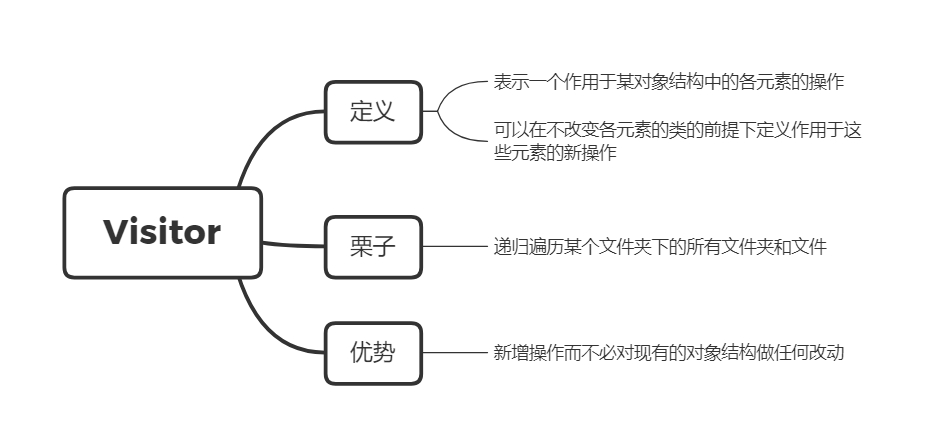 Visitor
定义
表示一个作用于某对象结构中的各元素的操作
可以在不改变各元素的类的前提下定义作用于这
些元素的新操作
栗子
递归遍历某个文件夹下的所有文件夹和文件
优势
新增操作而不必对现有的对象结构做任何改动